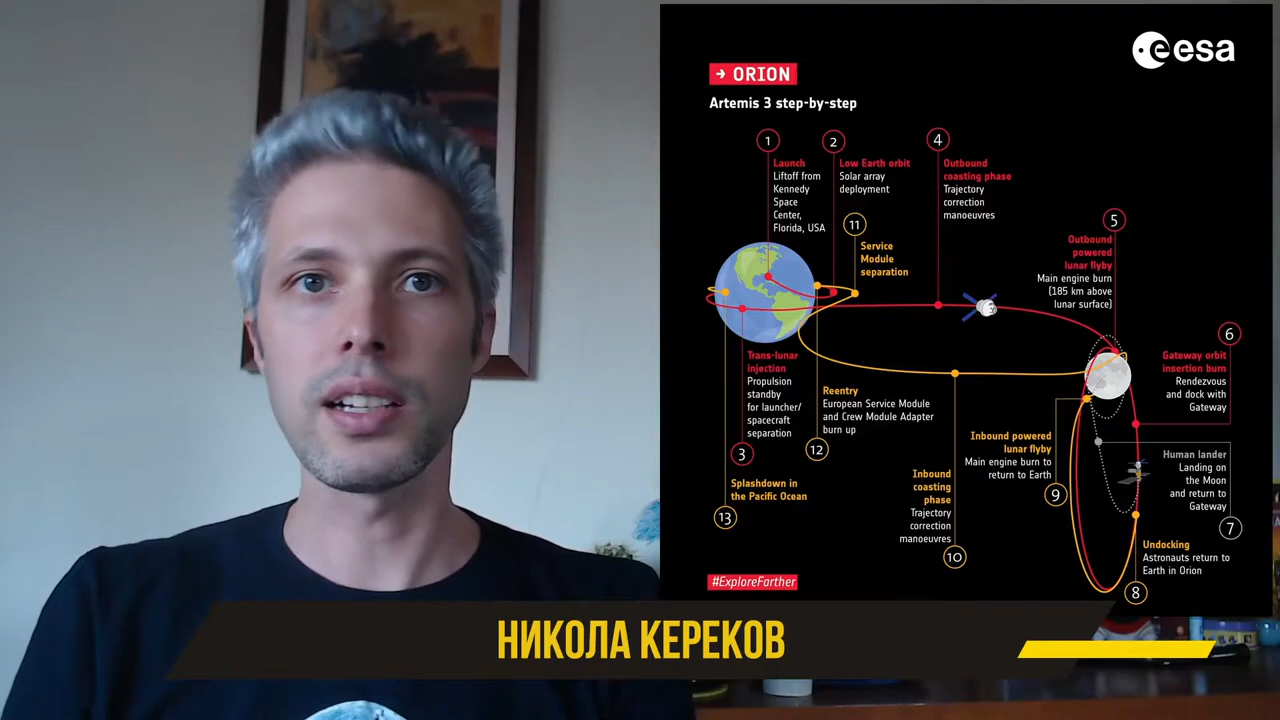 esa
→ ORION
Artemis 3 step-by-step
1
Launch
Liftoff from
Kennedy
Space
Center,
Florida, USA
2
Low Earth orbit
Solar array
deployment
4
Outbound
coasting phase
Trajectory
correction
manoeuvres
11
Service
Module
separation
5
Outbound
powered
lunar flyby
Main engine burn
(185 km above
lunar surface)
6
Gateway orbit
insertion burn
Rendezvous
and dock with
Gateway
Trans-lunar
injection
Propulsion
standby
for launcher/
spacecraft
separation
3
Reentry
European Service Module
and Crew Module Adapter
burn up
12
Splashdown in
the Pacific Ocean
13
Inbound powered
lunar flyby
Main engine burn to
return to Earth
9
Inbound
coasting
phase
Trajectory
correction
manoeuvres
10
Human lander
Landing on
the Moon
and return to
Gateway
7
Undocking
Astronauts return to
Earth in Orion
8
#ExploreFarther
НИКОЛА КЕРЕКОВ